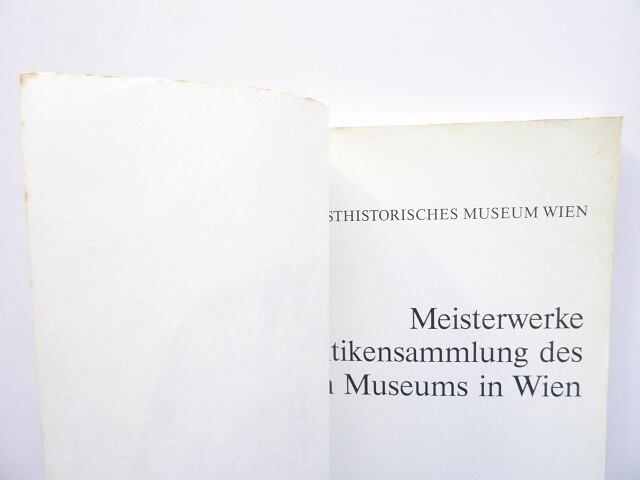 STHISTORISCHES MUSEUM WIEN
Meisterwerke
tikensammlung des
Museums in Wien